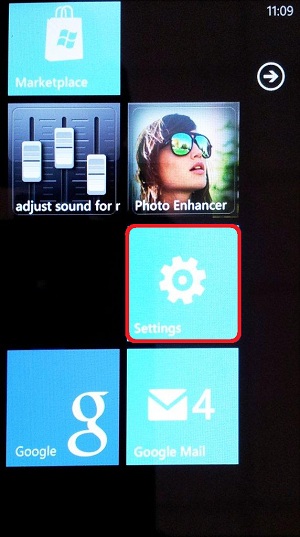 11:09
Marketplace
adjust sound for r
Photo Enhancer
Settings
g
Google
4
Google Mail